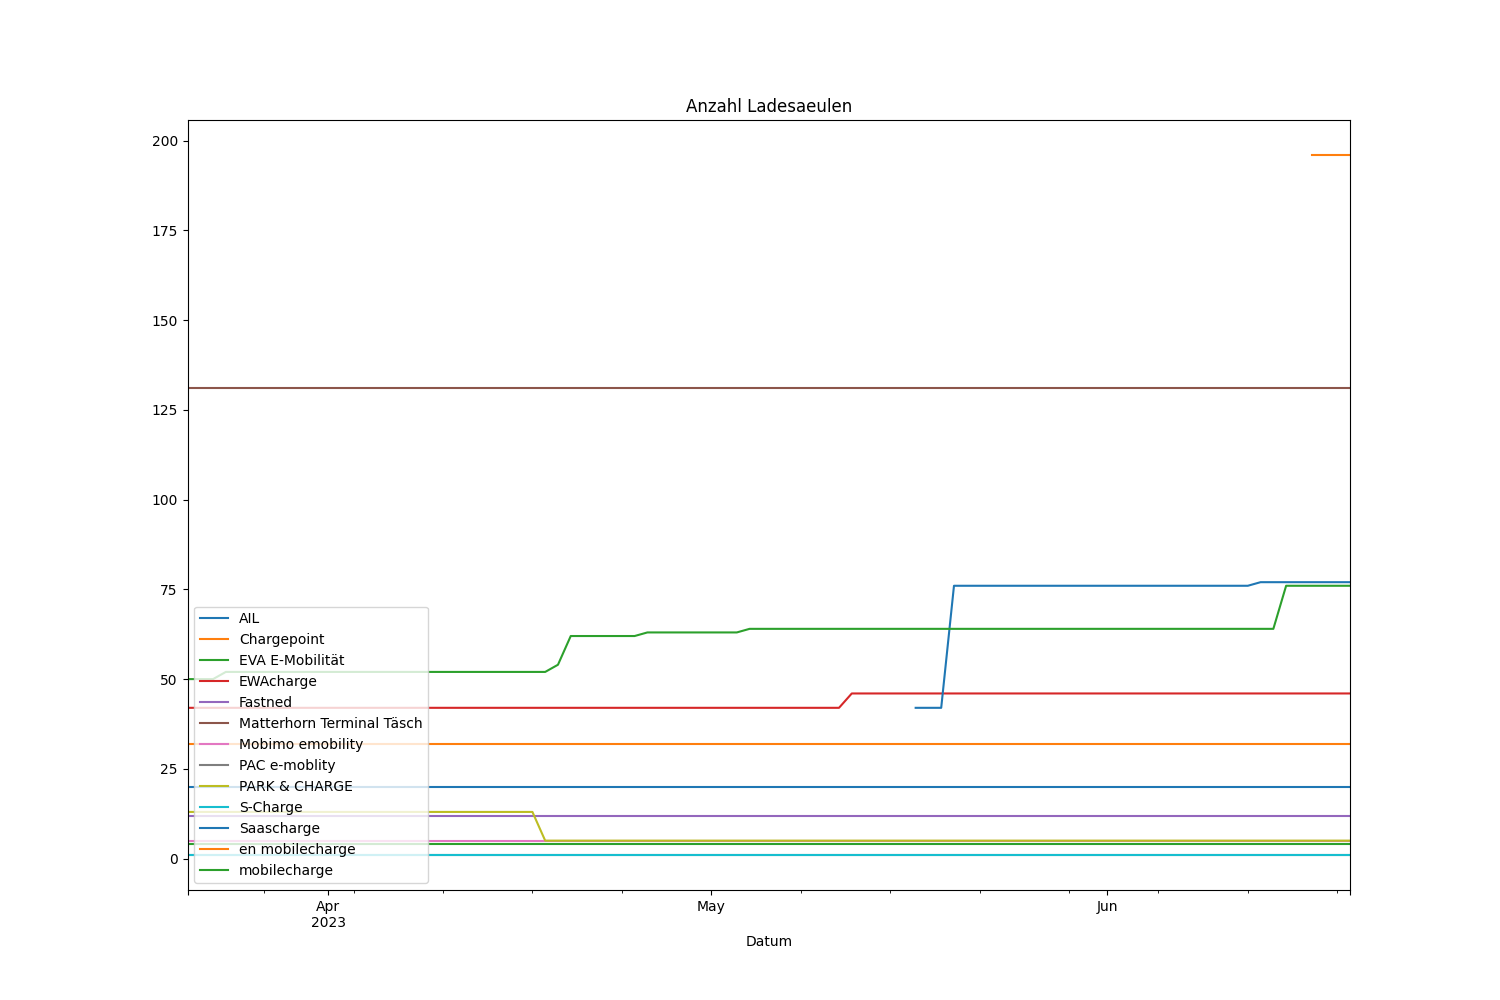 Anzahl Ladesaeulen
200
175
150
125
100
75
50
25
0
AIL
Chargepoint
EVA E-Mobilität
EWAcharge
Fastned
Matterhorn Terminal Täsch
Mobimo emobility
PAC e-moblity
PARK & CHARGE
S-Charge
Saascharge
en mobilecharge
mobilecharge
Apr
2023
May
Jun
Datum